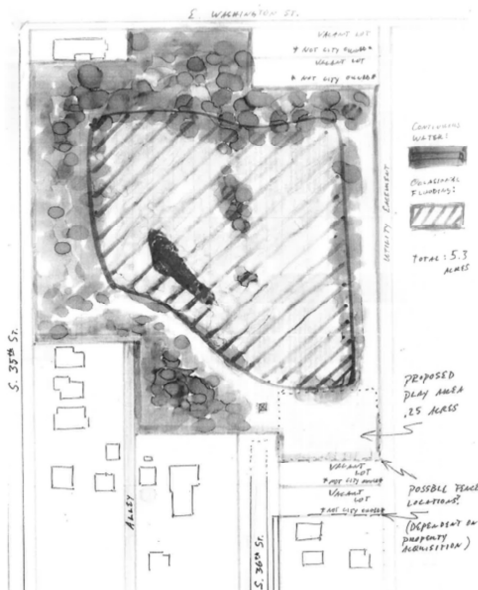 E. WASHINGTON ST.
VACANT LOT
* NOT CITY OWNED
VACANT LOT
* NOT CITY OWNED
CONTINUOUS
WATER:
OCCASIONAL
FLOODING:
TOTAL: 5.3
ACRES
UTILITY EASEMENT
S. 35th ST.
PROPOSED
PLAY AREA
.25 ACRES
VACANT
LOT
* NOT CITY OWNED
VACANT
LOT
* NOT CITY OWNED
POSSIBLE FENCE
LOCATIONS.
(DEPENDENT ON
PROPERTY
ACQUISITION)
ALLEY
S. 36th ST.